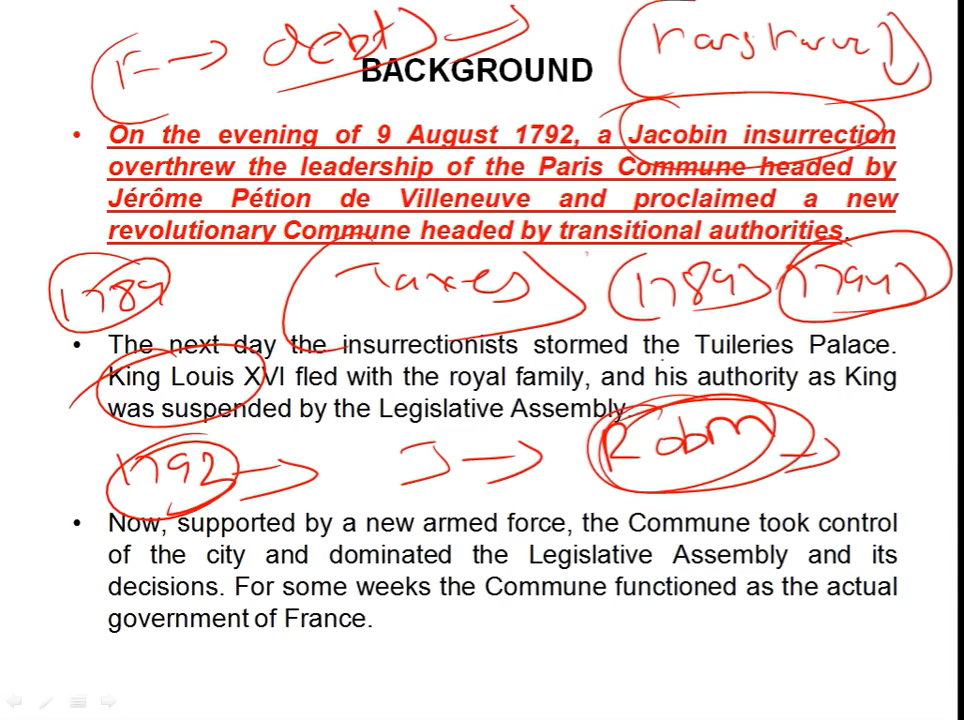 F → debt →
BACKGROUND
• On the evening of 9 August 1792, a Jacobin insurrection
overthrew the leadership of the Paris Commune headed by
Jérôme Pétion de Villeneuve and proclaimed a new
revolutionary Commune headed by transitional authorities.
1789 Taxes 1789 1794
• The next day the insurrectionists stormed the Tuileries Palace.
King Louis XVI fled with the royal family, and his authority as King
was suspended by the Legislative Assembly.
1792 → J →
• Now, supported by a new armed force, the Commune took control
of the city and dominated the Legislative Assembly and its
decisions. For some weeks the Commune functioned as the actual
government of France.